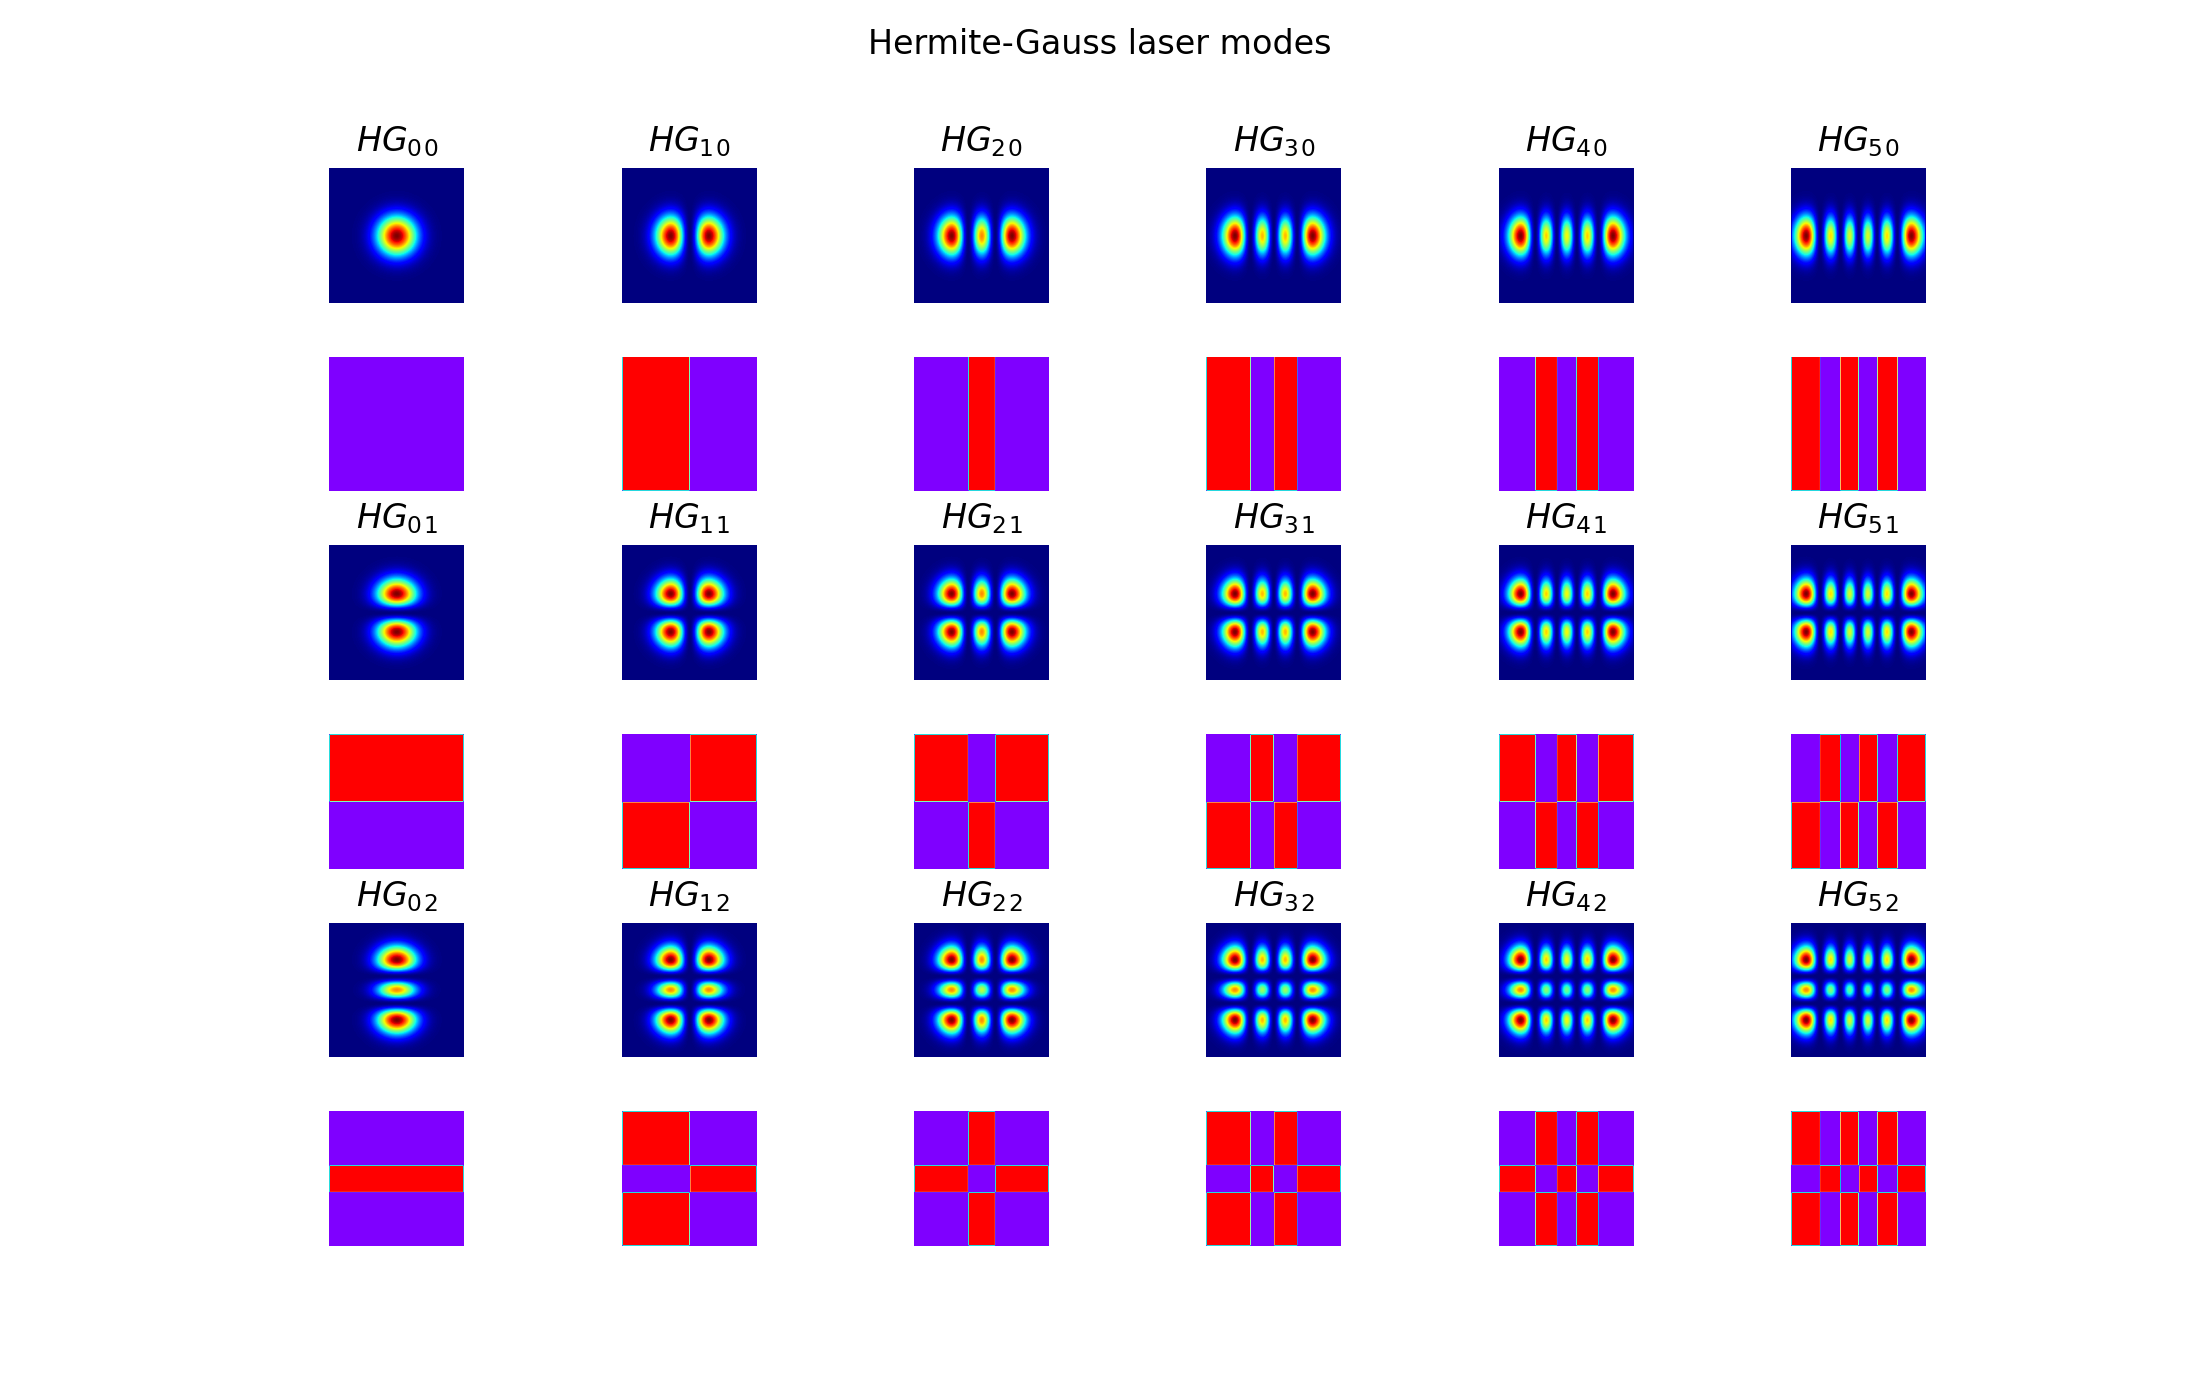 Hermite-Gauss laser modes
HG00 HG10 HG20 HG30 HG40 HG50
HG01 HG11 HG21 HG31 HG41 HG51
HG02 HG12 HG22 HG32 HG42 HG52